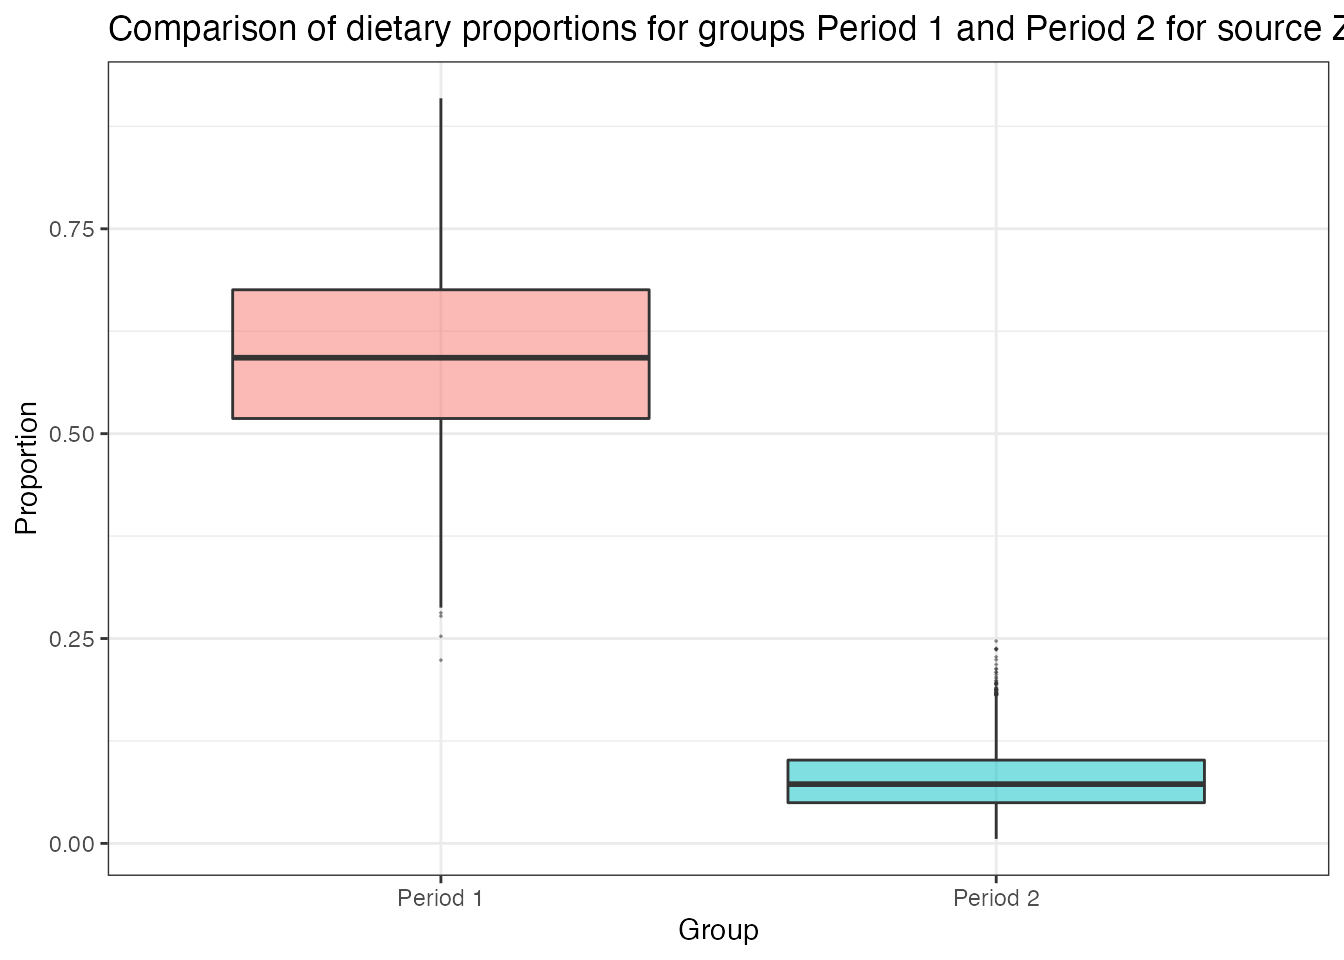 Comparison of dietary proportions for groups Period 1 and Period 2 for source Z
0.75
0.50
0.25
0.00
Proportion
Period 1
Period 2
Group